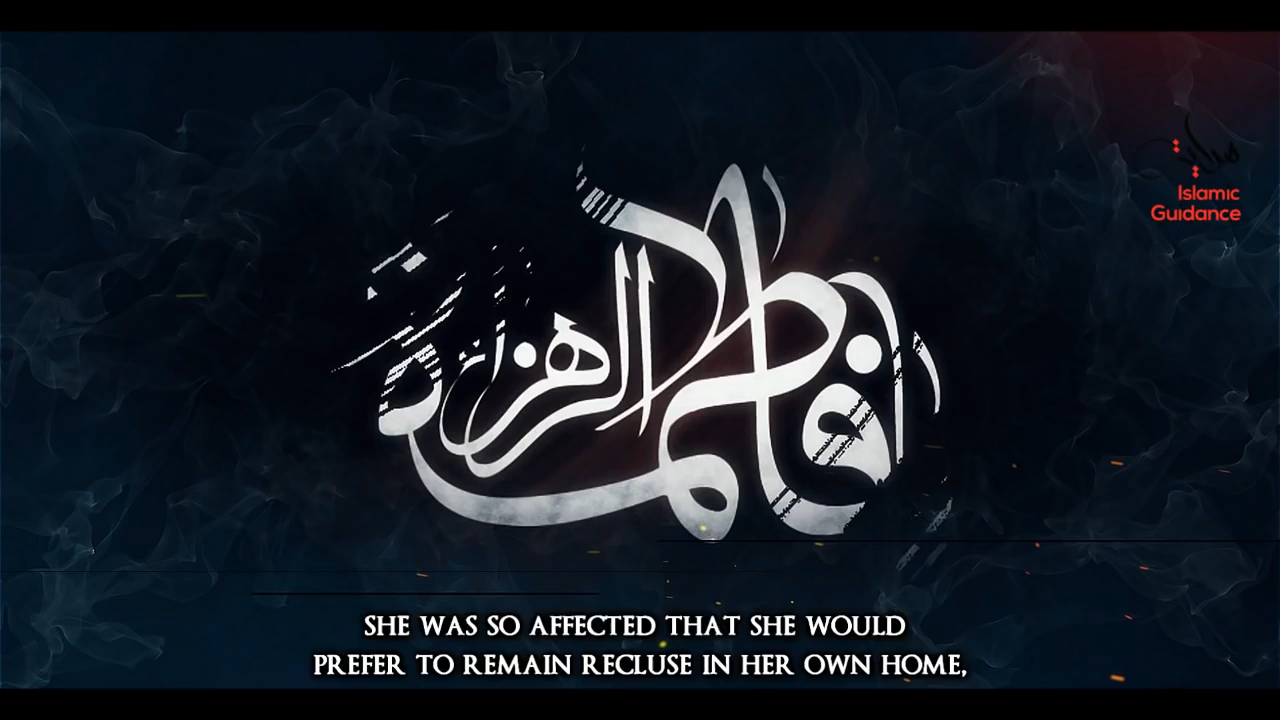 هداية
Islamic
Guidance
فاطمة الزهراء
SHE WAS SO AFFECTED THAT SHE WOULD
PREFER TO REMAIN RECLUSE IN HER OWN HOME,